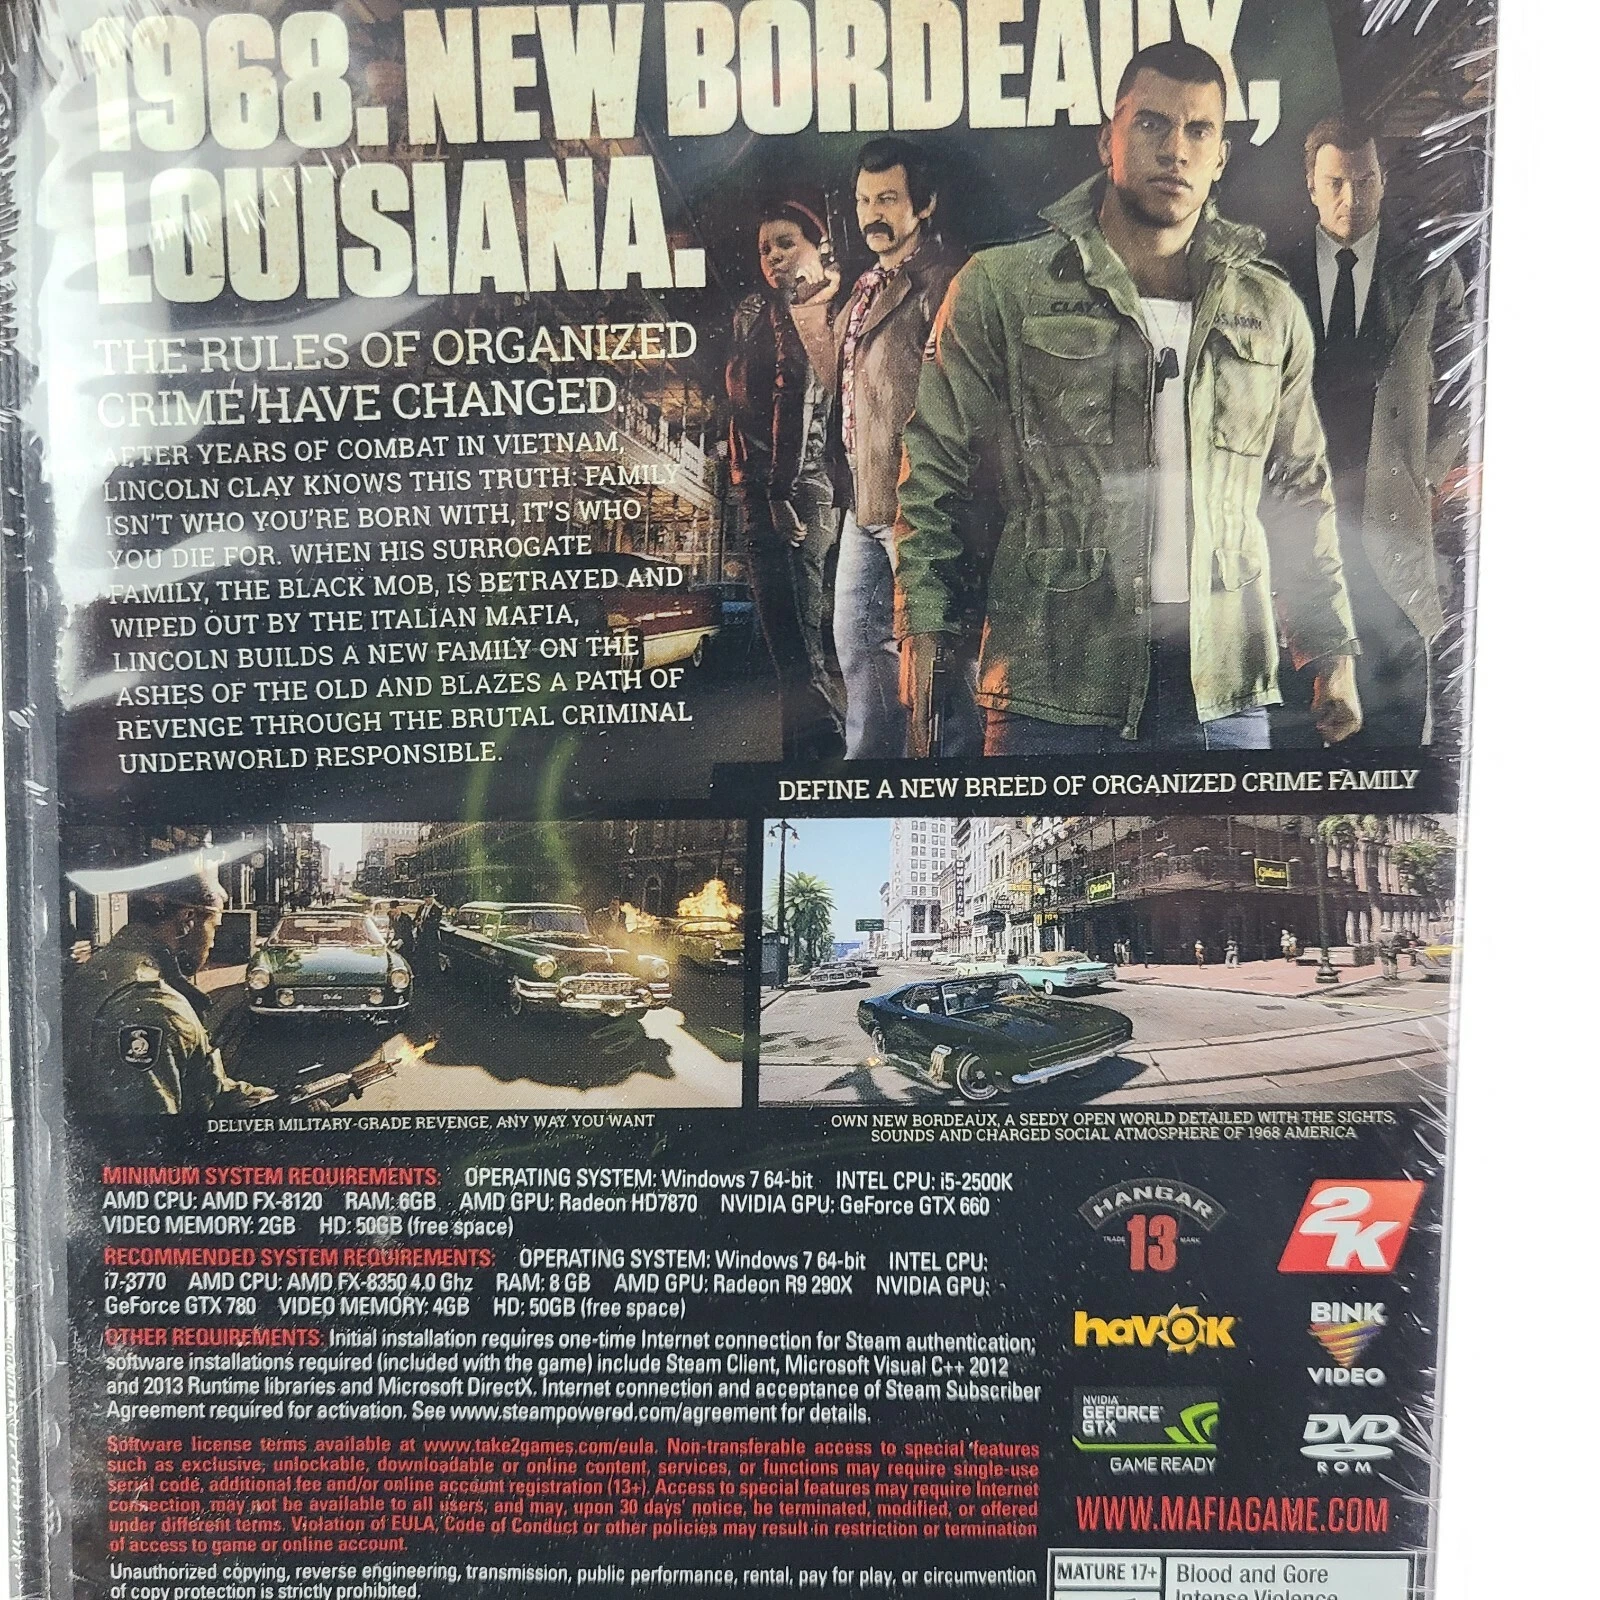 1968. NEW BORDEAUX,
LOUISIANA.
THE RULES OF ORGANIZED
CRIME HAVE CHANGED.
AFTER YEARS OF COMBAT IN VIETNAM,
LINCOLN CLAY KNOWS THIS TRUTH: FAMILY
ISN'T WHO YOU'RE BORN WITH, IT'S WHO
YOU DIE FOR. WHEN HIS SURROGATE
FAMILY, THE BLACK MOB, IS BETRAYED AND
WIPED OUT BY THE ITALIAN MAFIA,
LINCOLN BUILDS A NEW FAMILY ON THE
ASHES OF THE OLD AND BLAZES A PATH OF
REVENGE THROUGH THE BRUTAL CRIMINAL
UNDERWORLD RESPONSIBLE.
CLAY
U.S. ARMY
DEFINE A NEW BREED OF ORGANIZED CRIME FAMILY
DELIVER MILITARY-GRADE REVENGE, ANY WAY YOU WANT
OWN NEW BORDEAUX, A SEEDY OPEN WORLD DETAILED WITH THE SIGHTS,
SOUNDS AND CHARGED SOCIAL ATMOSPHERE OF 1968 AMERICA
MINIMUM SYSTEM REQUIREMENTS: OPERATING SYSTEM: Windows 7 64-bit INTEL CPU: i5-2500K
AMD CPU: AMD FX-8120 RAM: 6GB AMD GPU: Radeon HD7870 NVIDIA GPU: GeForce GTX 660
VIDEO MEMORY: 2GB HD: 50GB (free space)
RECOMMENDED SYSTEM REQUIREMENTS: OPERATING SYSTEM: Windows 7 64-bit INTEL CPU:
i7-3770 AMD CPU: AMD FX-8350 4.0 Ghz RAM: 8 GB AMD GPU: Radeon R9 290X NVIDIA GPU:
GeForce GTX 780 VIDEO MEMORY: 4GB HD: 50GB (free space)
OTHER REQUIREMENTS: Initial installation requires one-time Internet connection for Steam authentication;
software installations required (included with the game) include Steam Client, Microsoft Visual C++ 2012
and 2013 Runtime libraries and Microsoft DirectX. Internet connection and acceptance of Steam Subscriber
Agreement required for activation. See www.steampowered.com/agreement for details.
Software license terms available at www.take2games.com/eula. Non-transferable access to special features
such as exclusive, unlockable, downloadable or online content, services, or functions may require single-use
serial code, additional fee and/or online account registration (13+). Access to special features may require Internet
connection, may not be available to all users, and may, upon 30 days' notice, be terminated, modified, or offered
under different terms. Violation of EULA, Code of Conduct or other policies may result in restriction or termination
of access to game or online account.
Unauthorized copying, reverse engineering, transmission, public performance, rental, pay for play, or circumvention
of copy protection is strictly prohibited.
HANGAR
TRADE 13 MARK
2K
havok
BINK
VIDEO
NVIDIA
GEFORCE
GTX
GAME READY
DVD
ROM
WWW.MAFIAGAME.COM
MATURE 17+
Blood and Gore
Intense Violence